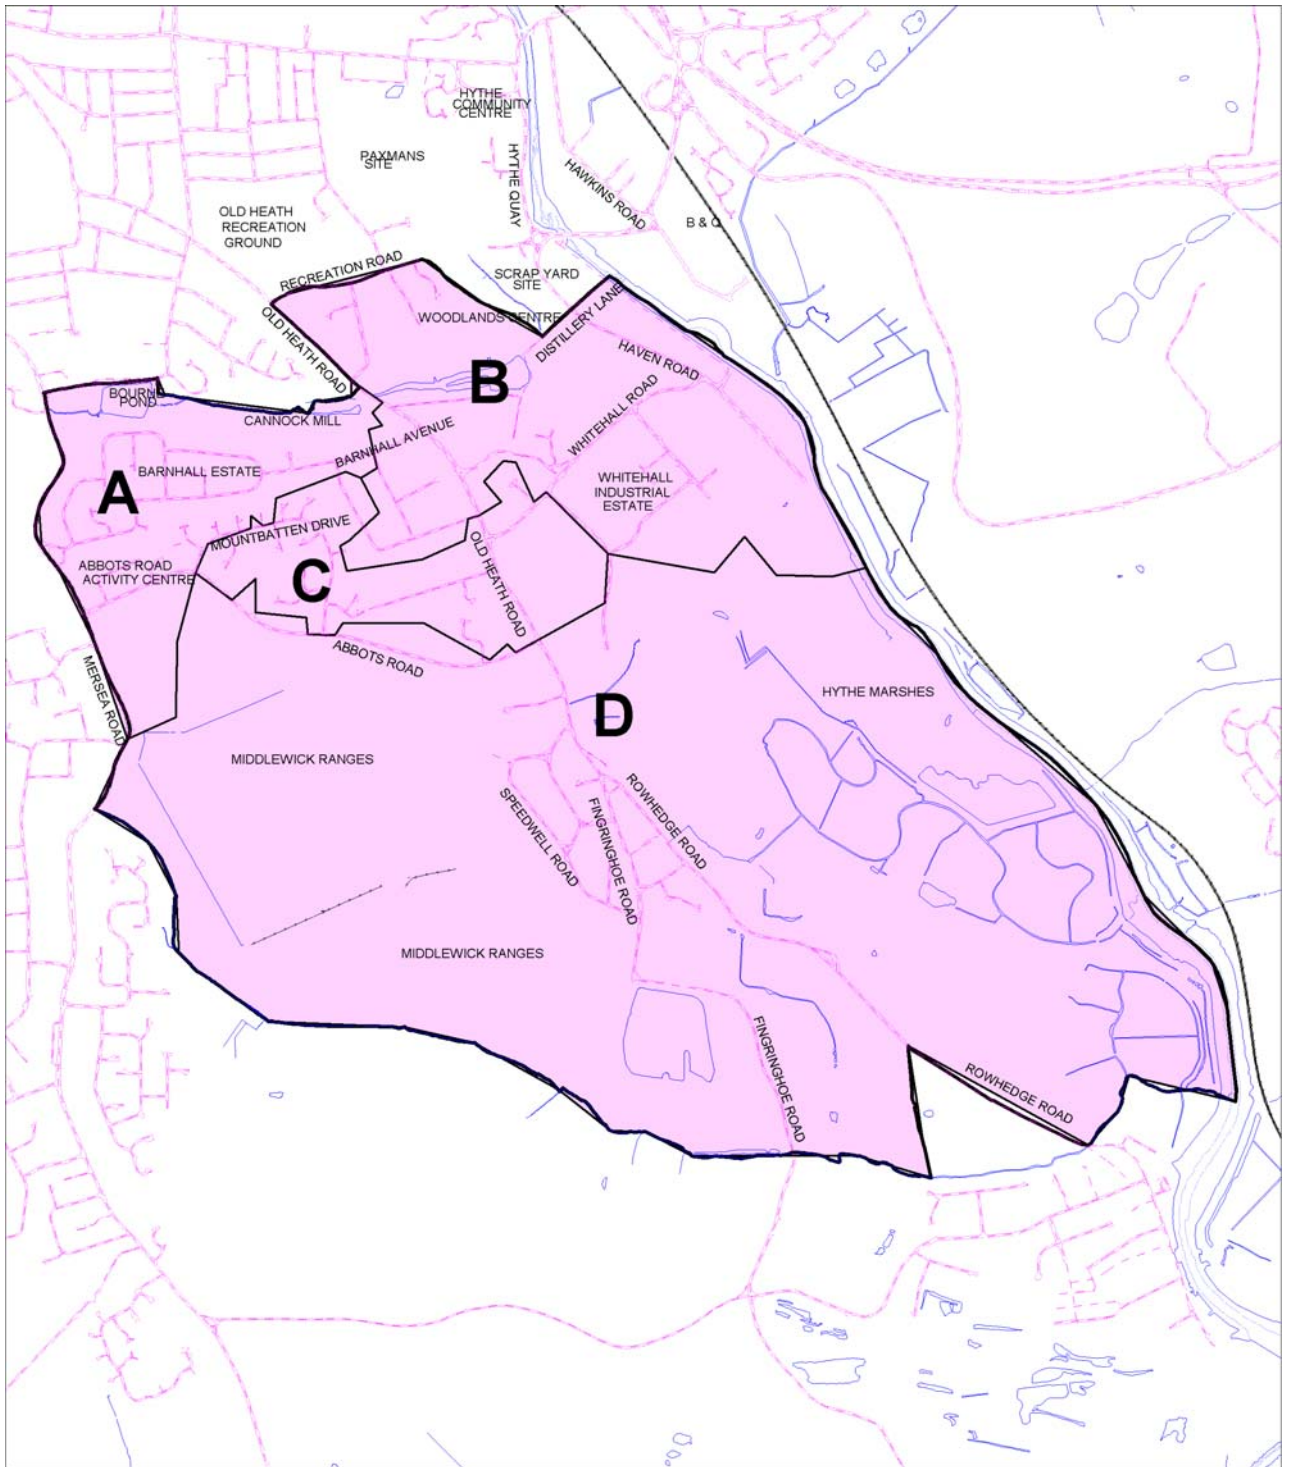 HYTHE
COMMUNITY
CENTRE
PAXMANS
SITE
HYTHE QUAY
HAWKINS ROAD
B & Q
OLD HEATH
RECREATION
GROUND
RECREATION ROAD
SCRAP YARD
SITE
WOODLANDS CENTRE
DISTILLERY LANE
OLD HEATH ROAD
HAVEN ROAD
B
BOURNE
POND
CANNOCK MILL
WHITEHALL ROAD
BARNHALL AVENUE
BARNHALL ESTATE
A
WHITEHALL
INDUSTRIAL
ESTATE
MOUNTBATTEN DRIVE
ABBOTS ROAD
ACTIVITY CENTRE
C
OLD HEATH ROAD
ABBOTS ROAD
MERSEA ROAD
D
HYTHE MARSHES
MIDDLEWICK RANGES
SPEEDWELL ROAD
FINGRINGHOE ROAD
ROWHEDGE ROAD
MIDDLEWICK RANGES
FINGRINGHOE ROAD
ROWHEDGE ROAD